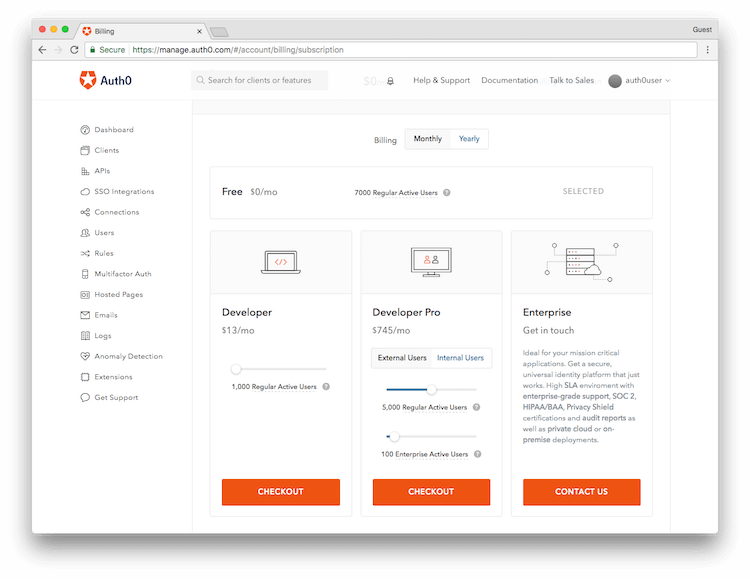 Billing
Guest
Secure https://manage.auth0.com/#/account/billing/subscription
Auth0
Search for clients or features
Help & Support
Documentation
Talk to Sales
auth0user
Dashboard
Clients
APIs
SSO Integrations
Connections
Users
Rules
Multifactor Auth
Hosted Pages
Emails
Logs
Anomaly Detection
Extensions
Get Support
Billing Monthly Yearly
Free $0/mo 7000 Regular Active Users ? SELECTED
Developer
$13/mo
1,000 Regular Active Users ?
CHECKOUT
Developer Pro
$745/mo
External Users Internal Users
5,000 Regular Active Users ?
100 Enterprise Active Users ?
CHECKOUT
Enterprise
Get in touch
Ideal for your mission critical
applications. Get a secure,
universal identity platform that just
works. High SLA enviroment with
enterprise-grade support, SOC 2,
HIPAA/BAA, Privacy Shield
certifications and audit reports as
well as private cloud or on-
premise deployments.
CONTACT US